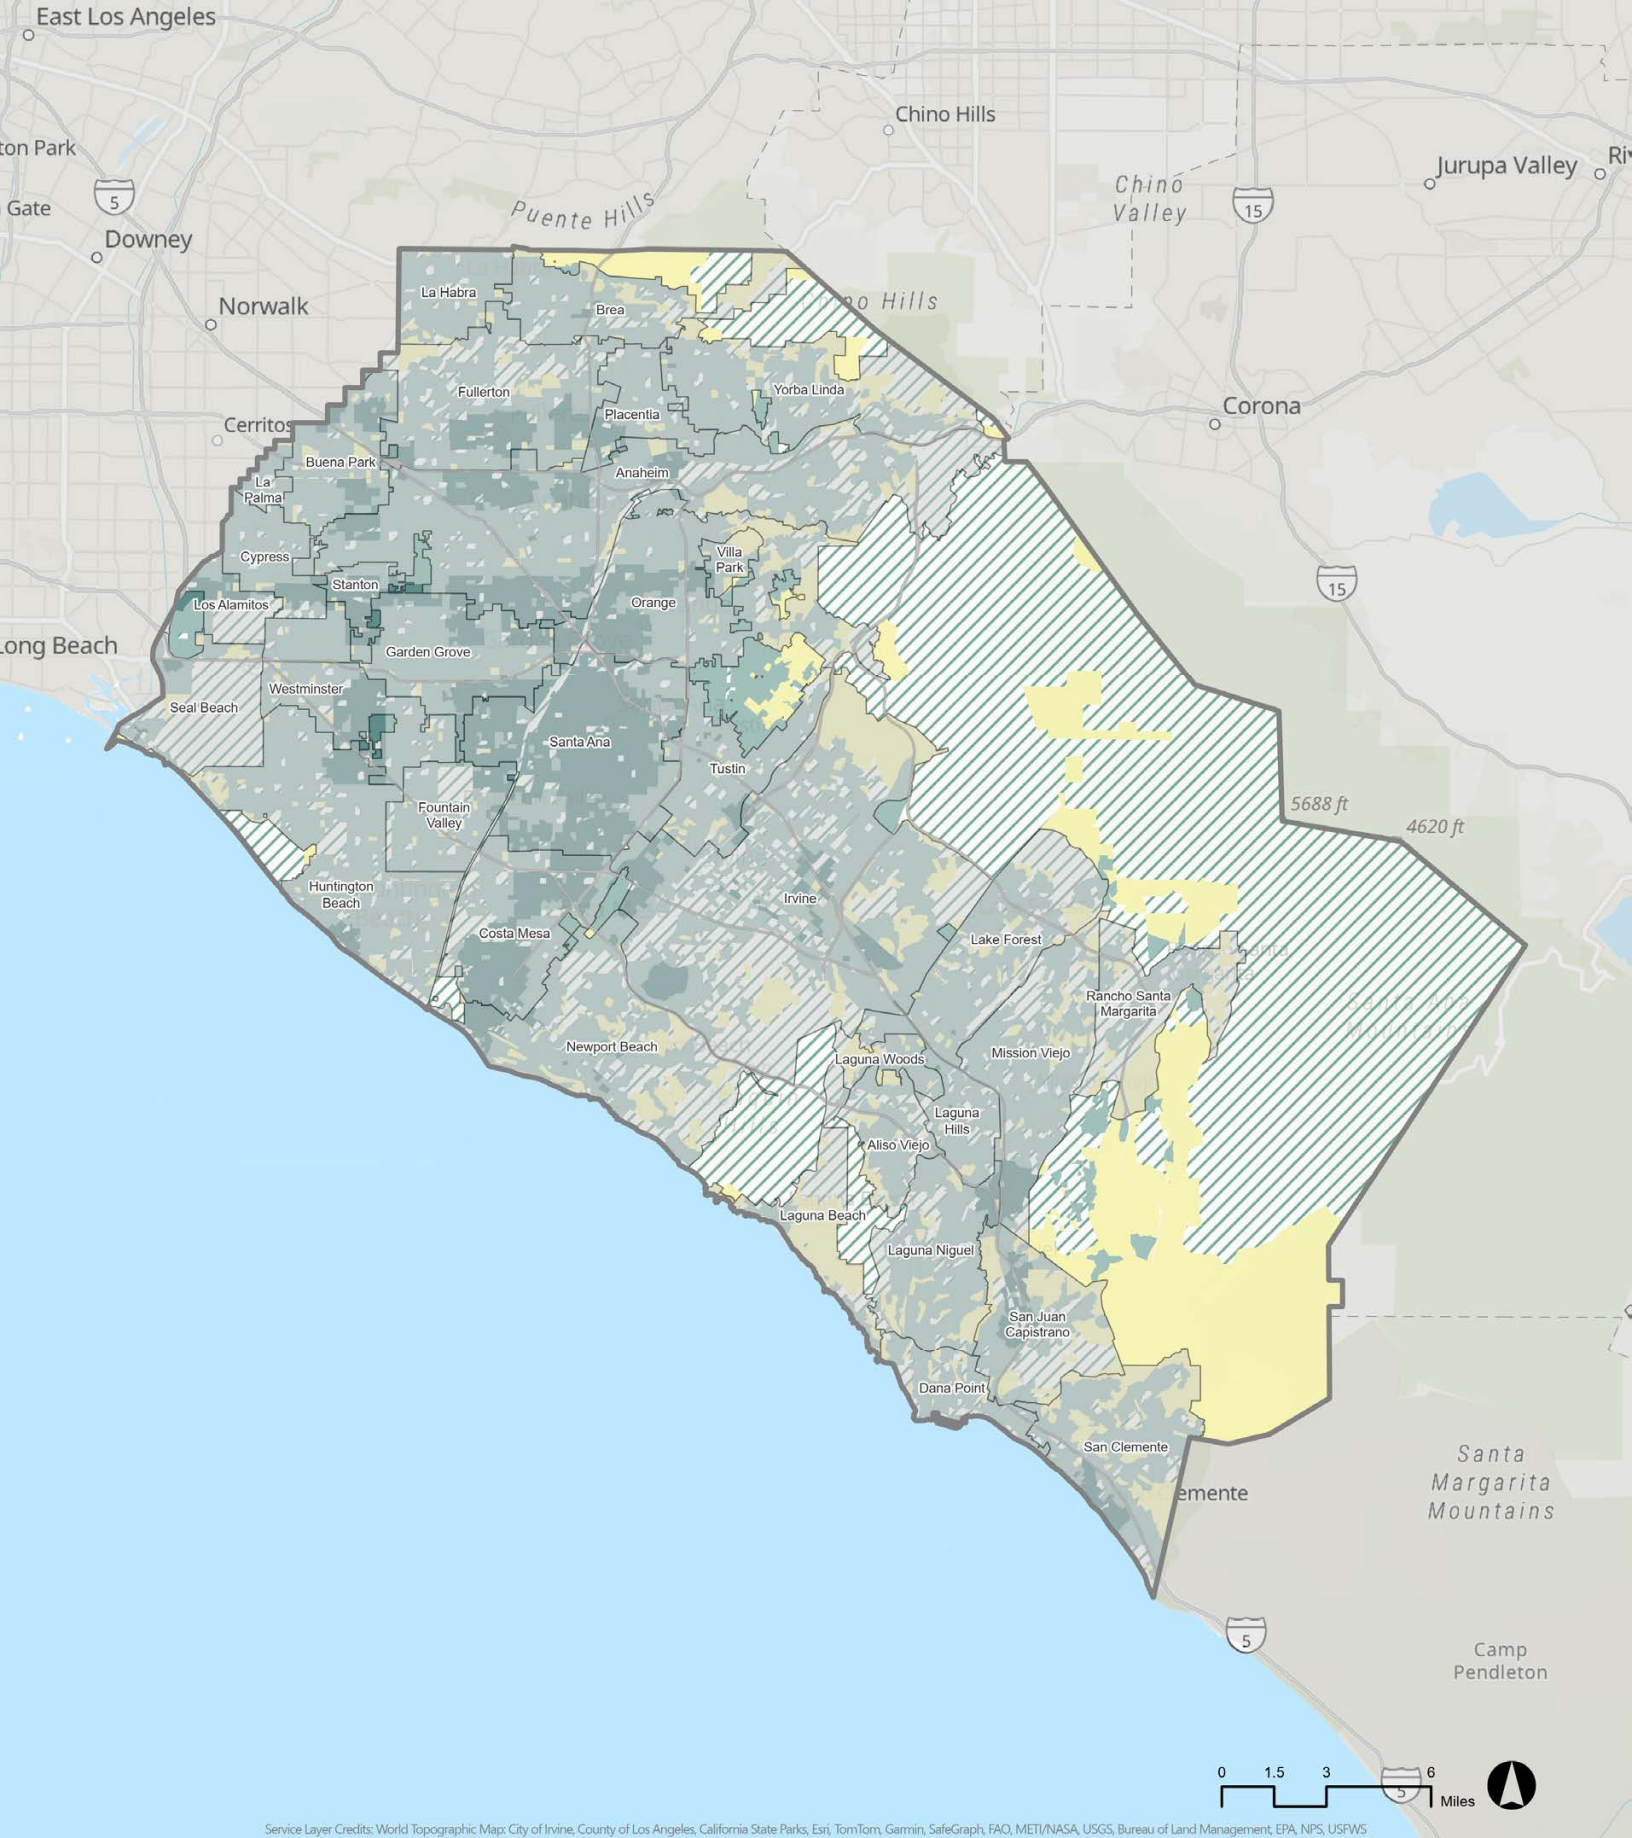 East Los Angeles
Chino Hills
ton Park
Jurupa Valley
Chino
Valley
5
15
Gate
Puente Hills
Downey
La Habra
Norwalk
Brea
Fullerton
Yorba Linda
Placentia
Corona
Cerritos
Buena Park
Anaheim
La
Palma
Cypress
Villa
Park
Stanton
15
Los Alamitos
Orange
Long Beach
Garden Grove
Westminster
Seal Beach
Santa Ana
Tustin
5688 ft
Fountain
Valley
4620 ft
Huntington
Beach
Irvine
Costa Mesa
Lake Forest
Rancho Santa
Margarita
Santa Ana
Mountains
Newport Beach
Laguna Woods
Mission Viejo
Laguna
Hills
Aliso Viejo
Laguna Beach
Laguna Niguel
San Juan
Capistrano
Dana Point
San Clemente
Santa
Margarita
Mountains
emente
5
Camp
Pendleton
0 1.5 3 6
Miles
5
Service Layer Credits: World Topographic Map: City of Irvine, County of Los Angeles, California State Parks, Esri, TomTom, Garmin, SafeGraph, FAO, METI/NASA, USGS, Bureau of Land Management, EPA, NPS, USFWS